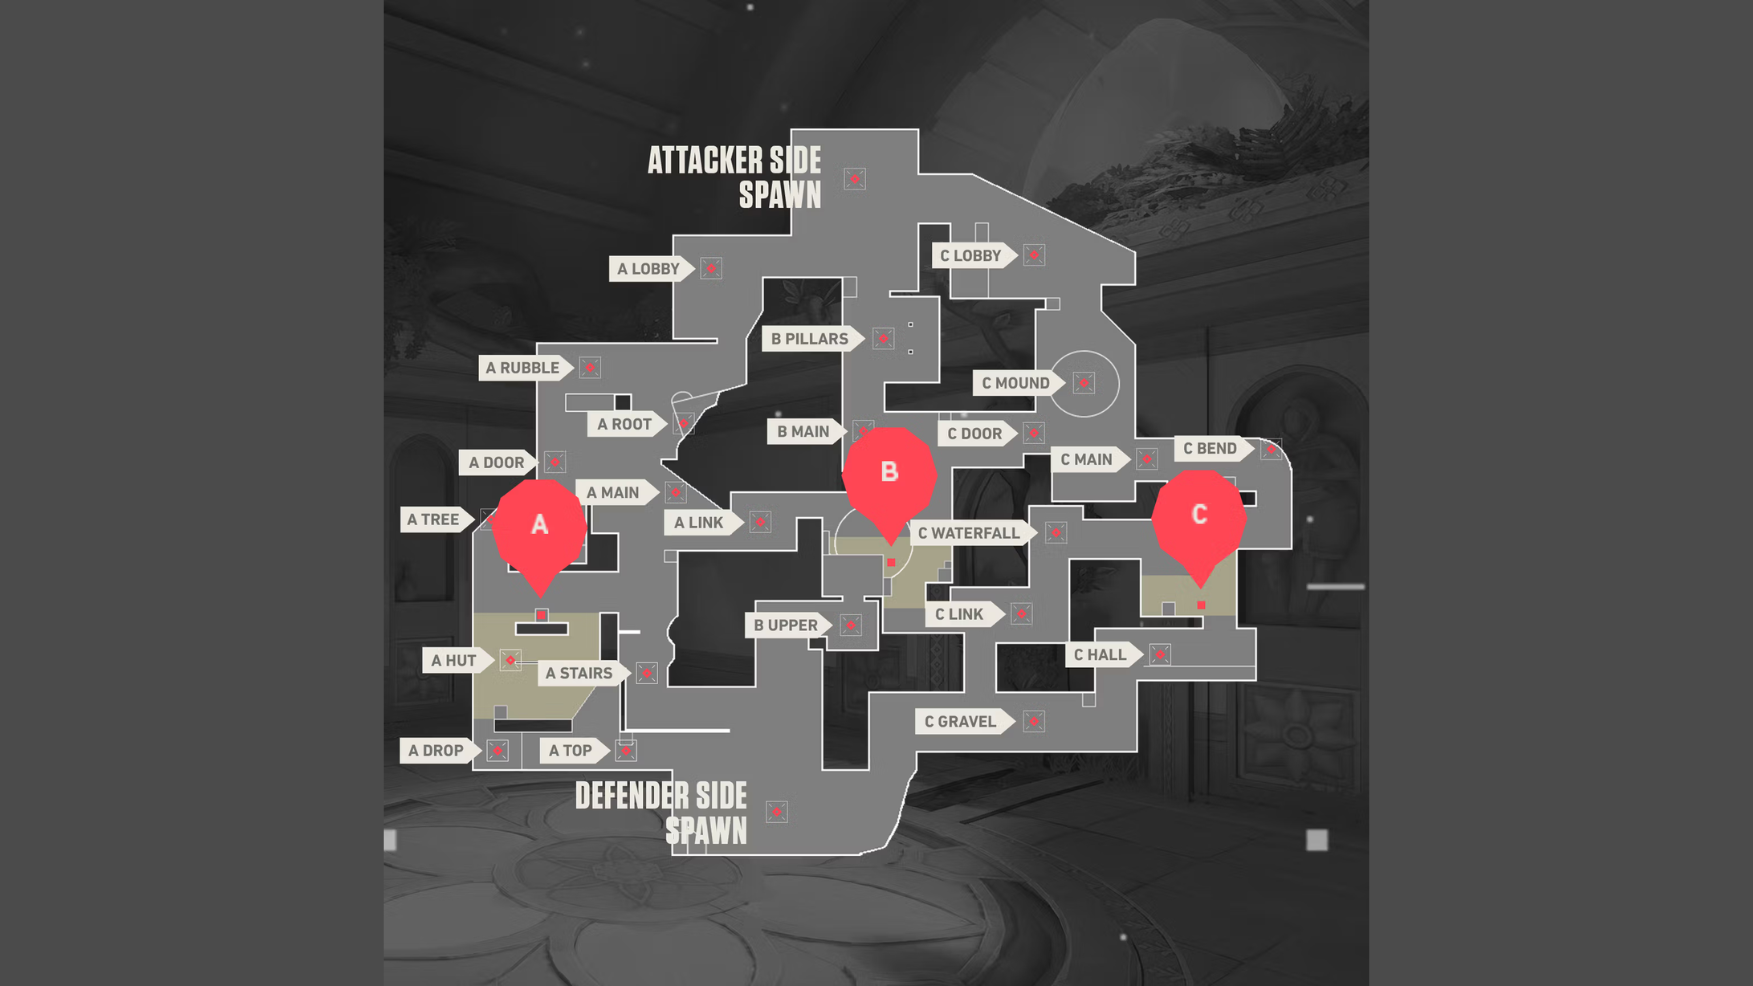 ATTACKER SIDE
SPAWN
C LOBBY
A LOBBY
B PILLARS
A RUBBLE
C MOUND
A ROOT
B MAIN
C DOOR
C BEND
C MAIN
A DOOR
B
A MAIN
A TREE
A LINK
A
C
C WATERFALL
C LINK
B UPPER
C HALL
A HUT
A STAIRS
C GRAVEL
A DROP
A TOP
DEFENDER SIDE
SPAWN